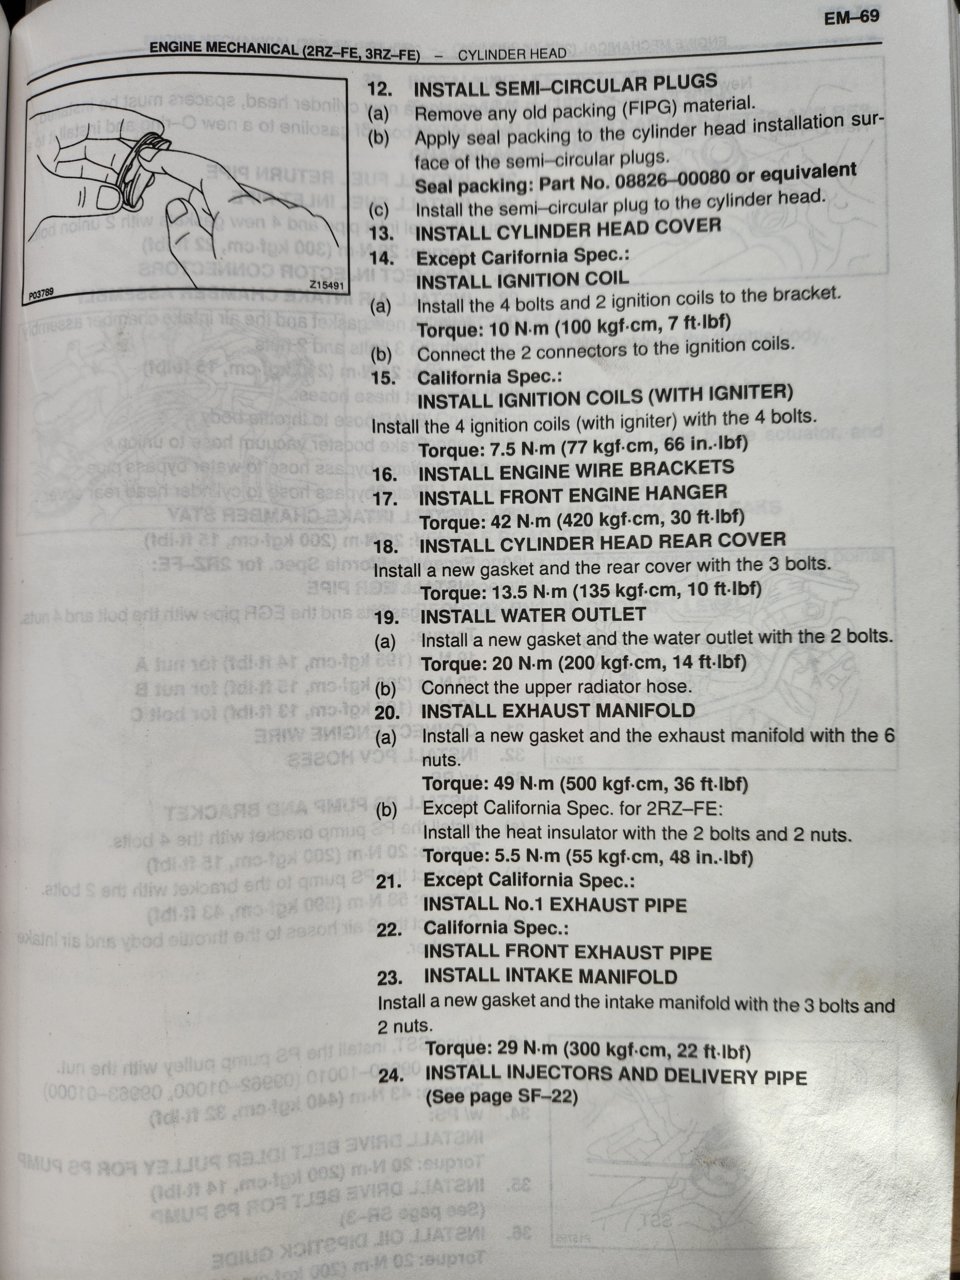 EM–69
ENGINE MECHANICAL (2RZ–FE, 3RZ–FE) – CYLINDER HEAD
P03789
Z15491
12. INSTALL SEMI–CIRCULAR PLUGS
(a) Remove any old packing (FIPG) material.
(b) Apply seal packing to the cylinder head installation sur-
face of the semi–circular plugs.
Seal packing: Part No. 08826–00080 or equivalent
(c) Install the semi–circular plug to the cylinder head.
13. INSTALL CYLINDER HEAD COVER
14. Except Carifornia Spec.:
INSTALL IGNITION COIL
(a) Install the 4 bolts and 2 ignition coils to the bracket.
Torque: 10 N·m (100 kgf·cm, 7 ft·lbf)
(b) Connect the 2 connectors to the ignition coils.
15. California Spec.:
INSTALL IGNITION COILS (WITH IGNITER)
Install the 4 ignition coils (with igniter) with the 4 bolts.
Torque: 7.5 N·m (77 kgf·cm, 66 in.·lbf)
16. INSTALL ENGINE WIRE BRACKETS
17. INSTALL FRONT ENGINE HANGER
Torque: 42 N·m (420 kgf·cm, 30 ft·lbf)
18. INSTALL CYLINDER HEAD REAR COVER
Install a new gasket and the rear cover with the 3 bolts.
Torque: 13.5 N·m (135 kgf·cm, 10 ft·lbf)
19. INSTALL WATER OUTLET
(a) Install a new gasket and the water outlet with the 2 bolts.
Torque: 20 N·m (200 kgf·cm, 14 ft·lbf)
(b) Connect the upper radiator hose.
20. INSTALL EXHAUST MANIFOLD
(a) Install a new gasket and the exhaust manifold with the 6
nuts.
Torque: 49 N·m (500 kgf·cm, 36 ft·lbf)
(b) Except California Spec. for 2RZ–FE:
Install the heat insulator with the 2 bolts and 2 nuts.
Torque: 5.5 N·m (55 kgf·cm, 48 in.·lbf)
21. Except California Spec.:
INSTALL No.1 EXHAUST PIPE
22. California Spec.:
INSTALL FRONT EXHAUST PIPE
23. INSTALL INTAKE MANIFOLD
Install a new gasket and the intake manifold with the 3 bolts and
2 nuts.
Torque: 29 N·m (300 kgf·cm, 22 ft·lbf)
24. INSTALL INJECTORS AND DELIVERY PIPE
(See page SF–22)